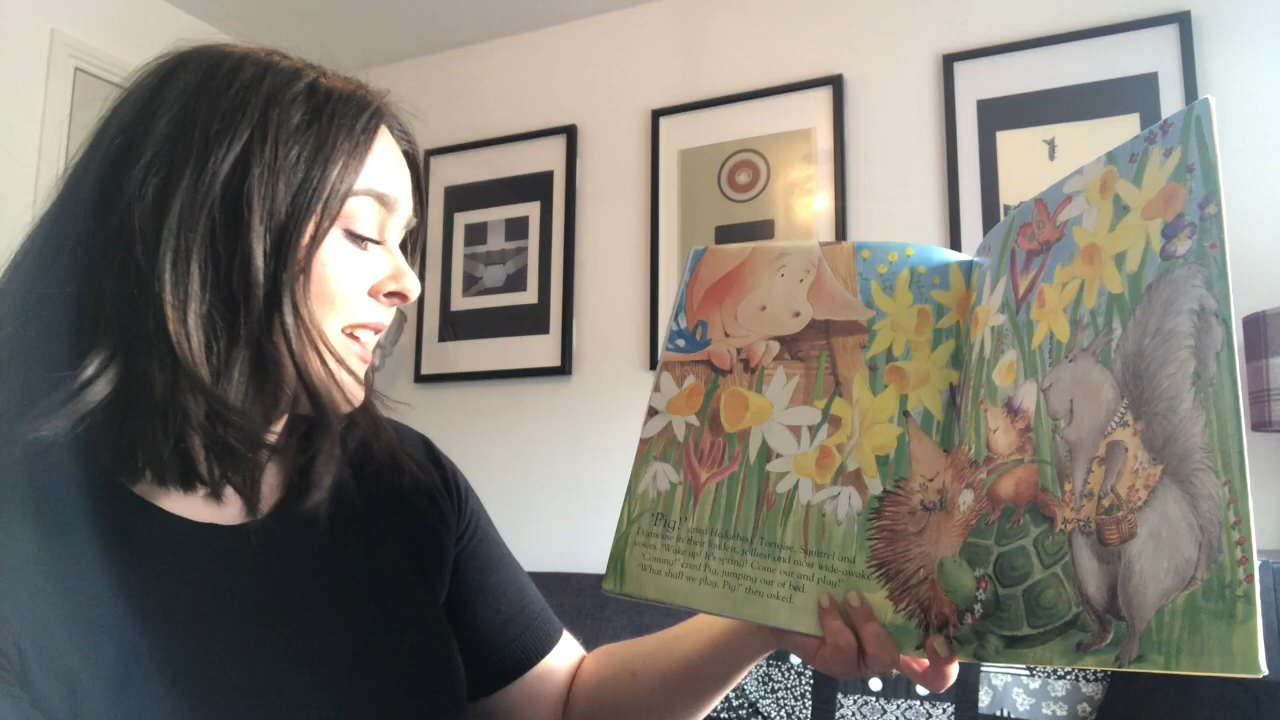 "Pig!" cried Hedgehog, Tortoise, Squirrel and
Dormouse in their loudest, jolliest and most wide-awake
voices. "Wake up! It's spring! Come out and play!"
"Coming!" cried Pig, jumping out of bed.
"What shall we play, Pig?" they asked.